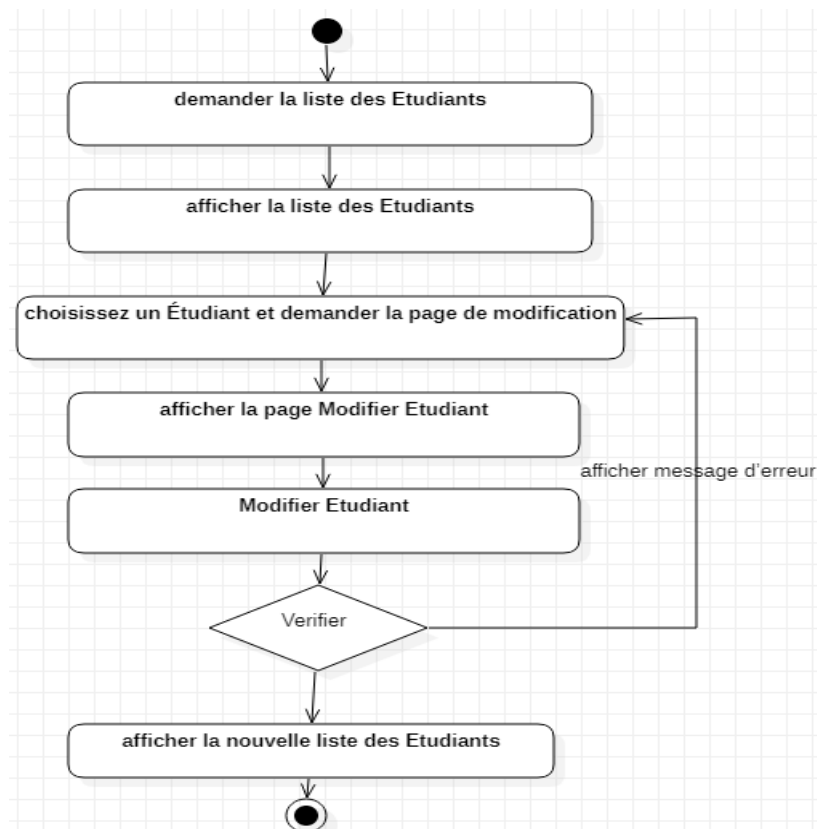 demander la liste des Etudiants
afficher la liste des Etudiants
choisissez un Étudiant et demander la page de modification
afficher la page Modifier Etudiant
afficher message d'erreur
Modifier Etudiant
Verifier
afficher la nouvelle liste des Etudiants